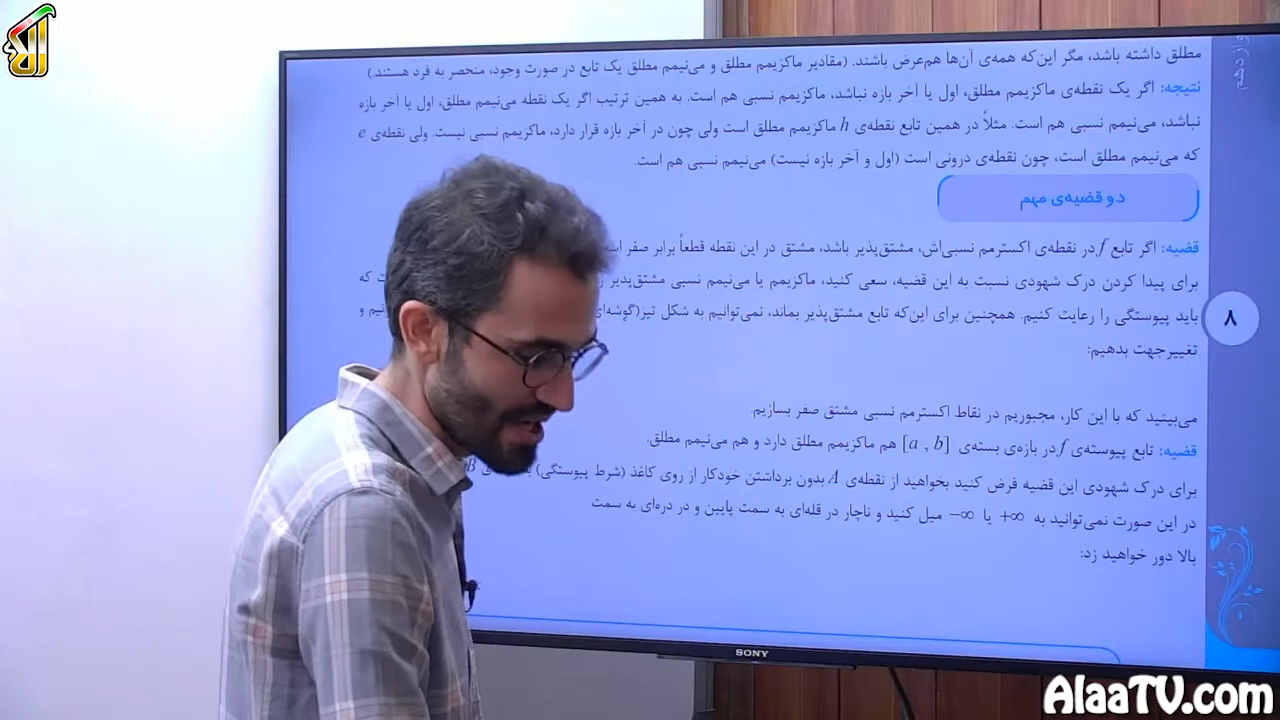 آلاء
وازدهم
مطلق داشته باشد، مگر این‌که همه‌ی آن‌ها هم‌عرض باشند. (مقادیر ماکزیمم مطلق و می‌نیمم مطلق یک تابع در صورت وجود، منحصر به فرد هستند.)
نتیجه: اگر یک نقطه‌ی ماکزیمم مطلق، اول یا آخر بازه نباشد، ماکزیمم نسبی هم است. به همین ترتیب اگر یک نقطه می‌نیمم مطلق، اول یا آخر بازه
نباشد، می‌نیمم نسبی هم است. مثلاً در همین تابع نقطه‌ی h ماکزیمم مطلق است ولی چون در آخر بازه قرار دارد، ماکزیمم نسبی نیست. ولی نقطه‌ی e
که می‌نیمم مطلق است، چون نقطه‌ی درونی است (اول و آخر بازه نیست) می‌نیمم نسبی هم است.
دو قضیه‌ی مهم
قضیه: اگر تابع f در نقطه‌ی اکسترمم نسبی‌اش، مشتق‌پذیر باشد، مشتق در این نقطه قطعاً برابر صفر
برای پیدا کردن درک شهودی نسبت به این قضیه، سعی کنید، ماکزیمم یا می‌نیمم نسبی مشتق‌پذیر که
باید پیوستگی را رعایت کنیم. همچنین برای این‌که تابع مشتق‌پذیر بماند، نمی‌توانیم به شکل تیز(گوشه‌ای و
تغییرجهت بدهیم:
۸
می‌بینید که با این کار، مجبوریم در نقاط اکسترمم نسبی مشتق صفر بسازیم.
قضیه: تابع پیوسته‌ی f در بازه‌ی بسته‌ی [a , b] هم ماکزیمم مطلق دارد و هم می‌نیمم مطلق.
برای درک شهودی این قضیه فرض کنید بخواهید از نقطه‌ی A بدون برداشتن خودکار از روی کاغذ (شرط پیوستگی) B
در این صورت نمی‌توانید به ∞+ یا ∞− میل کنید و ناچار در قله‌ای به سمت پایین و در دره‌ای به سمت
بالا دور خواهید زد:
SONY
AlaaTV.com